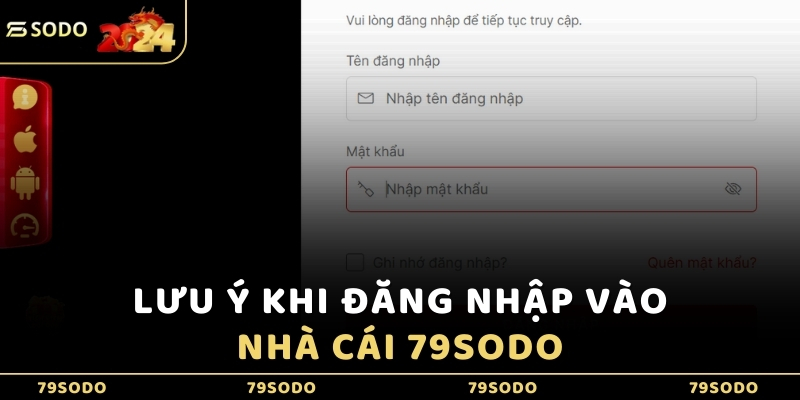 SODO
2024
Vui lòng đăng nhập để tiếp tục truy cập.
Tên đăng nhập
Nhập tên đăng nhập
Mật khẩu
Nhập mật khẩu
Ghi nhớ đăng nhập?
Quên mật khẩu?
LƯU Ý KHI ĐĂNG NHẬP VÀO
NHÀ CÁI 79SODO
79SODO 79SODO 79SODO 79SODO